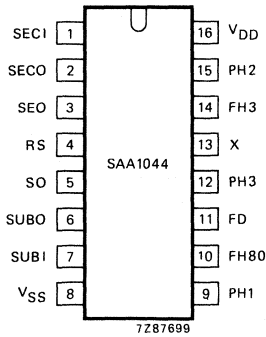 SECI 1 16 VDD
SECO 2 15 PH2
SEO 3 14 FH3
RS 4 13 X
SAA1044
SO 5 12 PH3
SUBO 6 11 FD
SUBI 7 10 FH80
VSS 8 9 PH1
7Z87699